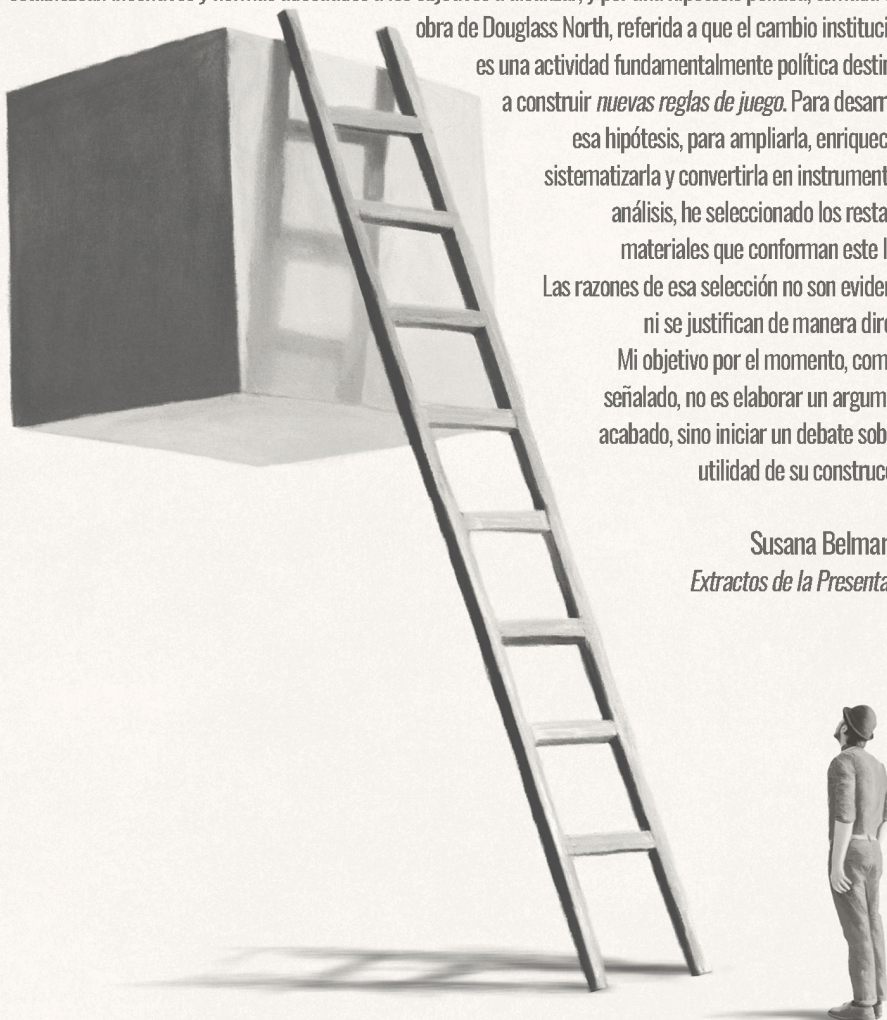 obra de Douglass North, referida a que el cambio instituci
es una actividad fundamentalmente política destin
a construir nuevas reglas de juego. Para desarr
esa hipótesis, para ampliarla, enriquec
sistematizarla y convertirla en instrument
análisis, he seleccionado los resta
materiales que conforman este l
Las razones de esa selección no son eviden
ni se justifican de manera dire
Mi objetivo por el momento, com
señalado, no es elaborar un argum
acabado, sino iniciar un debate sob
utilidad de su construcc
Susana Belmar
Extractos de la Presenta